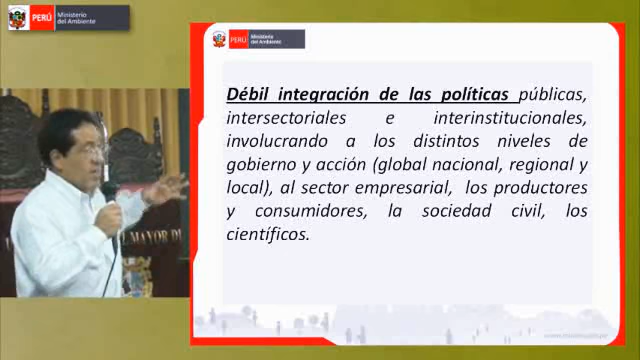 PERÚ
Ministerio
del Ambiente
PERÚ
Ministerio
del Ambiente
Débil integración de las políticas públicas,
intersectoriales e interinstitucionales,
involucrando a los distintos niveles de
gobierno y acción (global nacional, regional y
local), al sector empresarial, los productores
y consumidores, la sociedad civil, los
científicos.
MAYOR DE